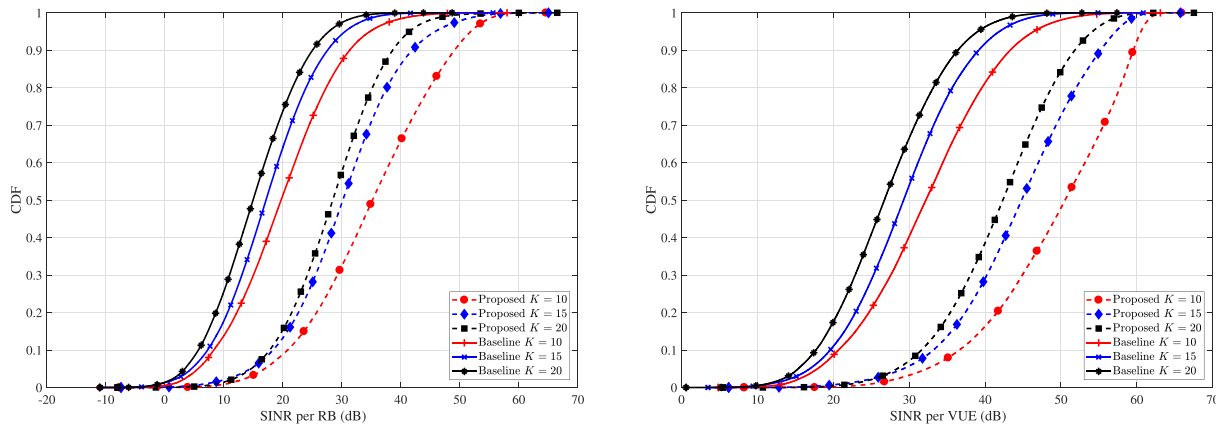 1
0.9
0.8
0.7
0.6
0.5
0.4
0.3
0.2
0.1
0
CDF
-20
-10
0
10
20
30
40
50
60
70
SINR per RB (dB)
Proposed K = 10
Proposed K = 15
Proposed K = 20
Baseline K = 10
Baseline K = 15
Baseline K = 20
1
0.9
0.8
0.7
0.6
0.5
0.4
0.3
0.2
0.1
0
CDF
0
10
20
30
40
50
60
70
SINR per VUE (dB)
Proposed K = 10
Proposed K = 15
Proposed K = 20
Baseline K = 10
Baseline K = 15
Baseline K = 20